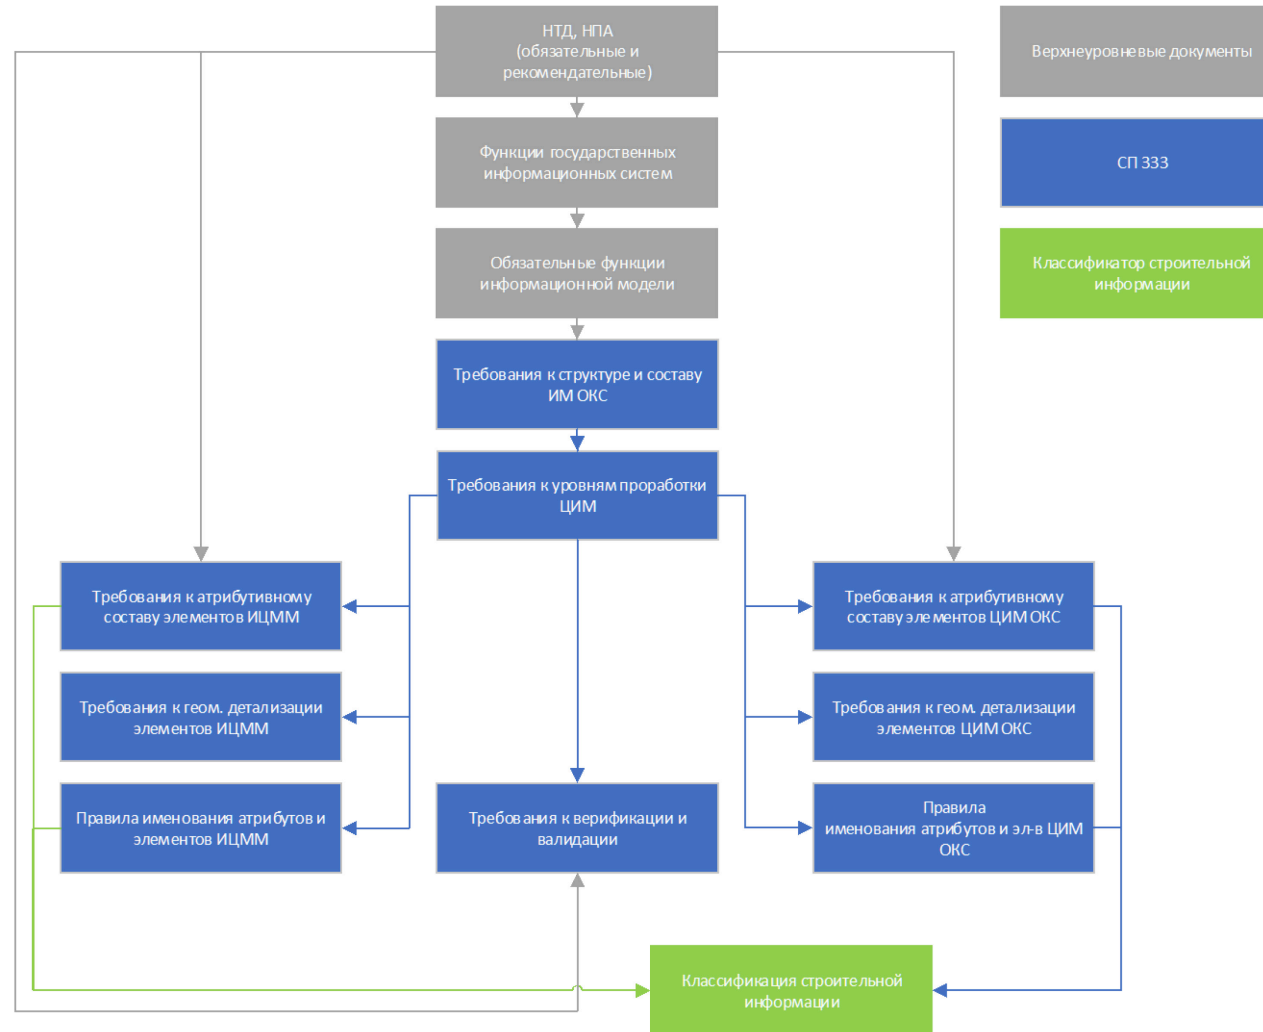 НТД, НПА
(обязательные и
рекомендательные)
Верхнеуровневые документы
Функции государственных
информационных систем
СП 333
Обязательные функции
информационной модели
Классификатор строительной
информации
Требования к структуре и составу
ИМ ОКС
Требования к уровням проработки
ЦИМ
Требования к атрибутивному
составу элементов ИЦММ
Требования к атрибутивному
составу элементов ЦИМ ОКС
Требования к геом. детализации
элементов ИЦММ
Требования к геом. детализации
элементов ЦИМ ОКС
Правила именования атрибутов и
элементов ИЦММ
Требования к верификации и
валидации
Правила
именования атрибутов и эл-в ЦИМ
ОКС
Классификация строительной
информации